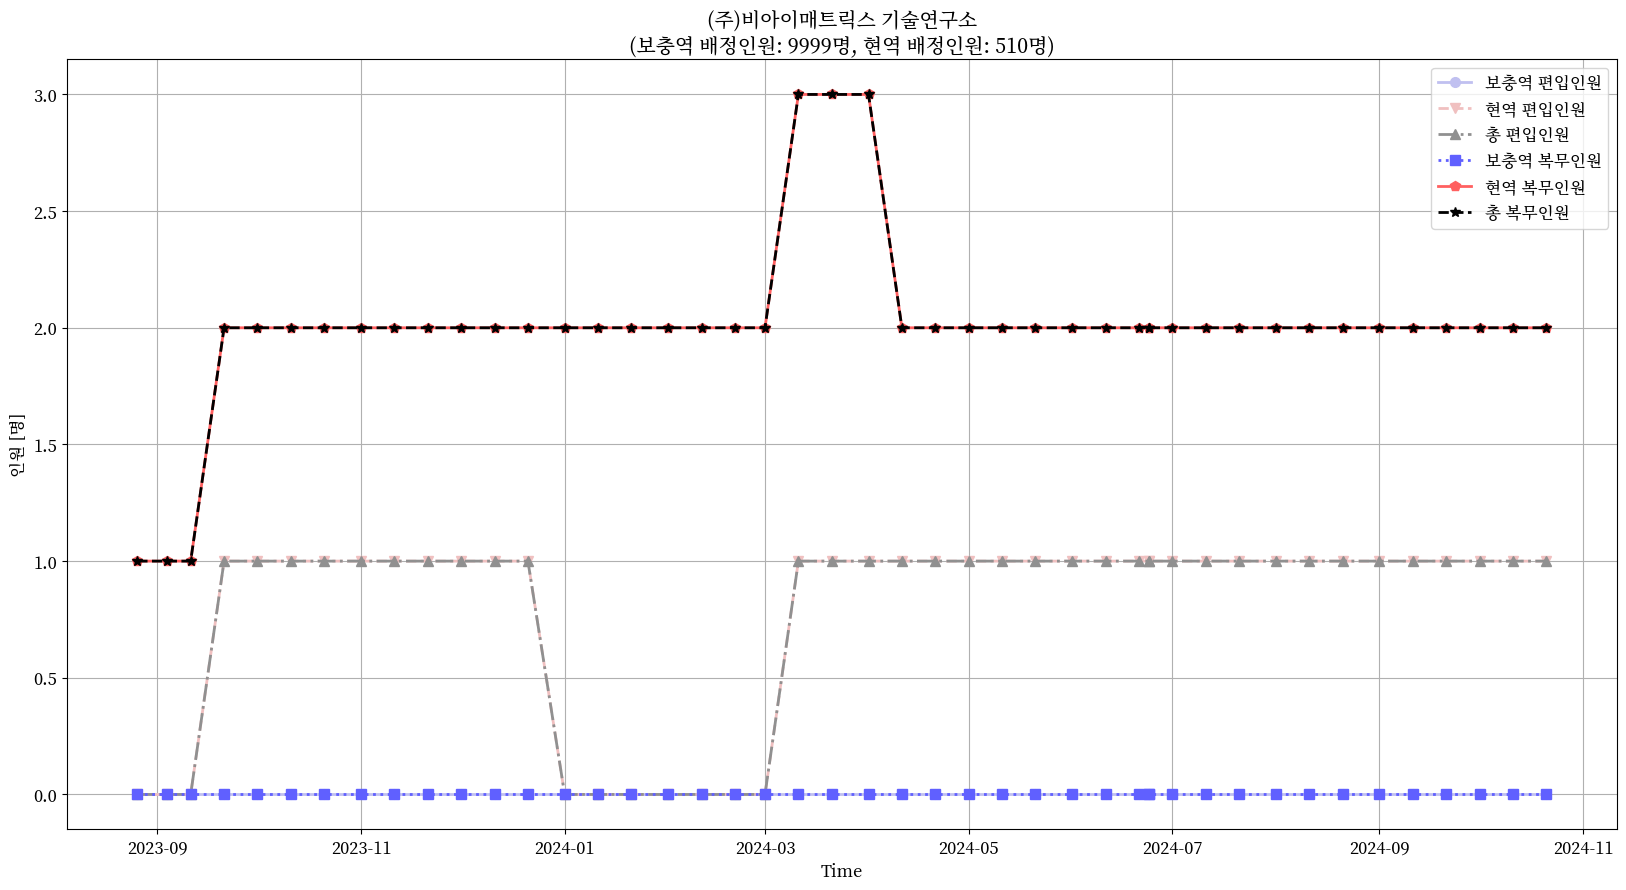 (주)비아이매트릭스 기술연구소
(보충역 배정인원: 9999명, 현역 배정인원: 510명)
보충역 편입인원
현역 편입인원
총 편입인원
보충역 복무인원
현역 복무인원
총 복무인원
인원 [명]
3.0
2.5
2.0
1.5
1.0
0.5
0.0
2023-09
2023-11
2024-01
2024-03
2024-05
2024-07
2024-09
2024-11
Time